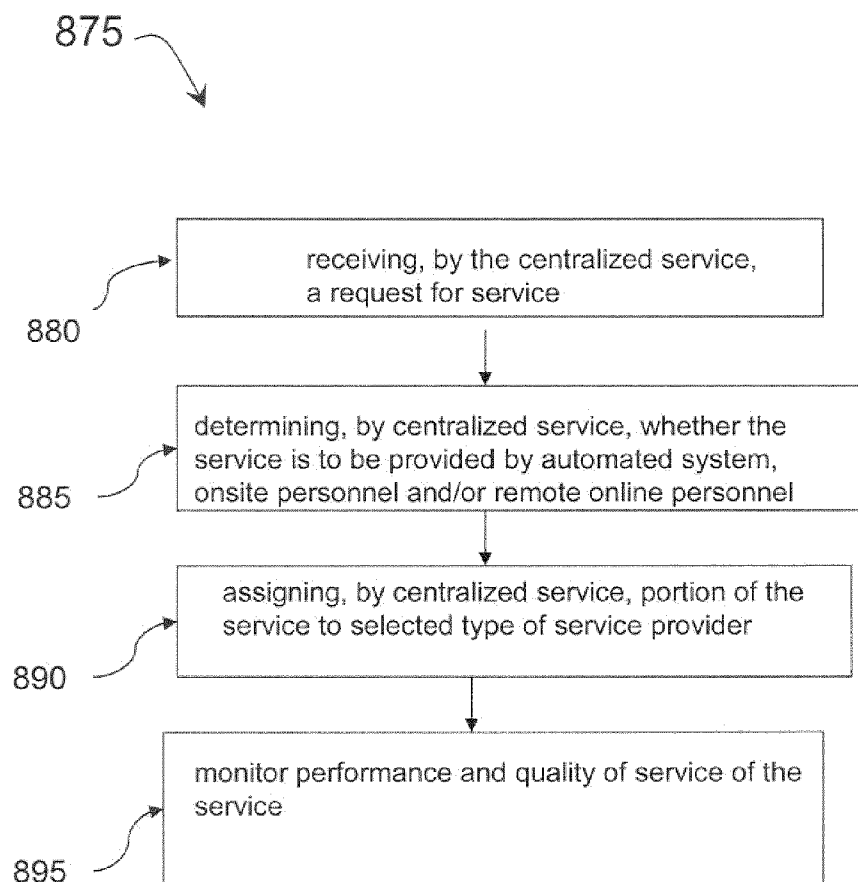 875
receiving, by the centralized service,
a request for service
880
determining, by centralized service, whether the
service is to be provided by automated system,
onsite personnel and/or remote online personnel
885
assigning, by centralized service, portion of the
service to selected type of service provider
890
monitor performance and quality of service of the
service
895